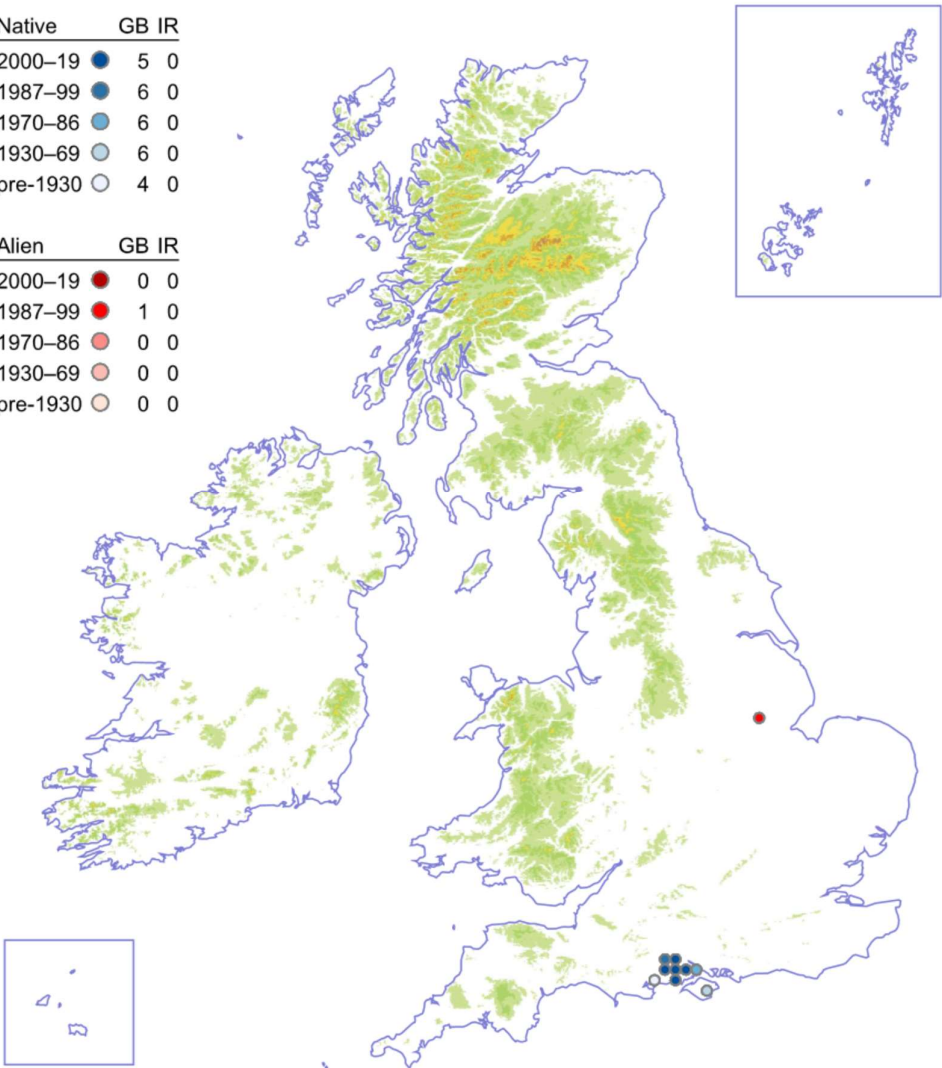 Native GB IR
2000–19 5 0
1987–99 6 0
1970–86 6 0
1930–69 6 0
pre-1930 4 0
Alien GB IR
2000–19 0 0
1987–99 1 0
1970–86 0 0
1930–69 0 0
pre-1930 0 0